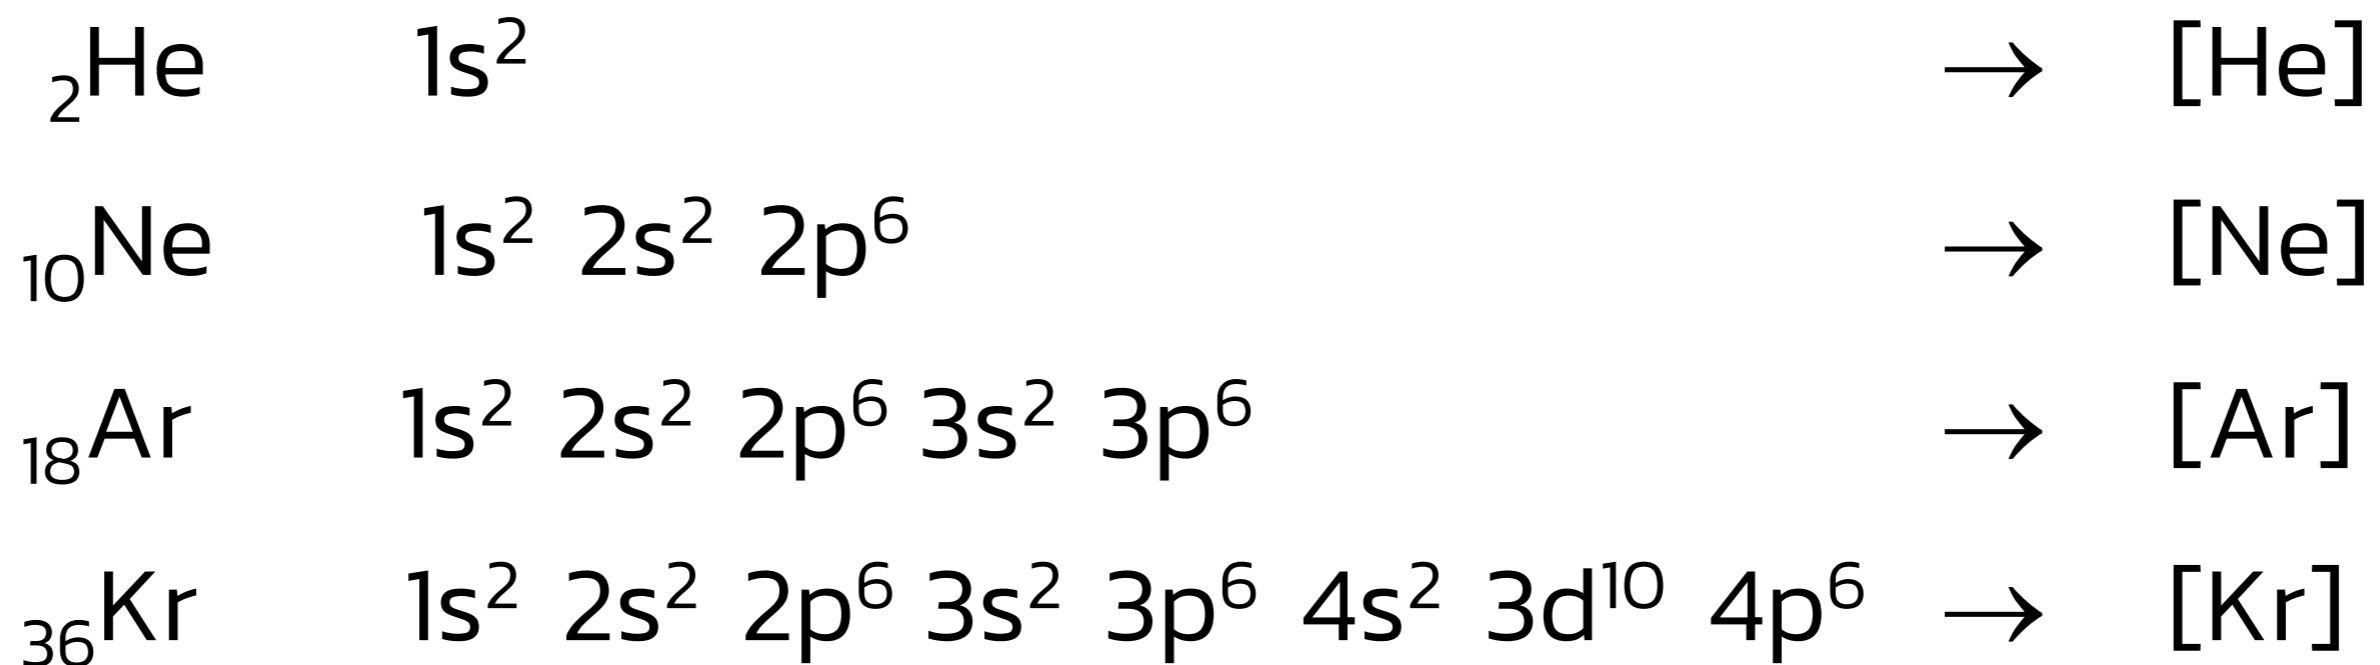 ₂He 1s² → [He]
₁₀Ne 1s² 2s² 2p⁶ → [Ne]
₁₈Ar 1s² 2s² 2p⁶ 3s² 3p⁶ → [Ar]
₃₆Kr 1s² 2s² 2p⁶ 3s² 3p⁶ 4s² 3d¹⁰ 4p⁶ → [Kr]